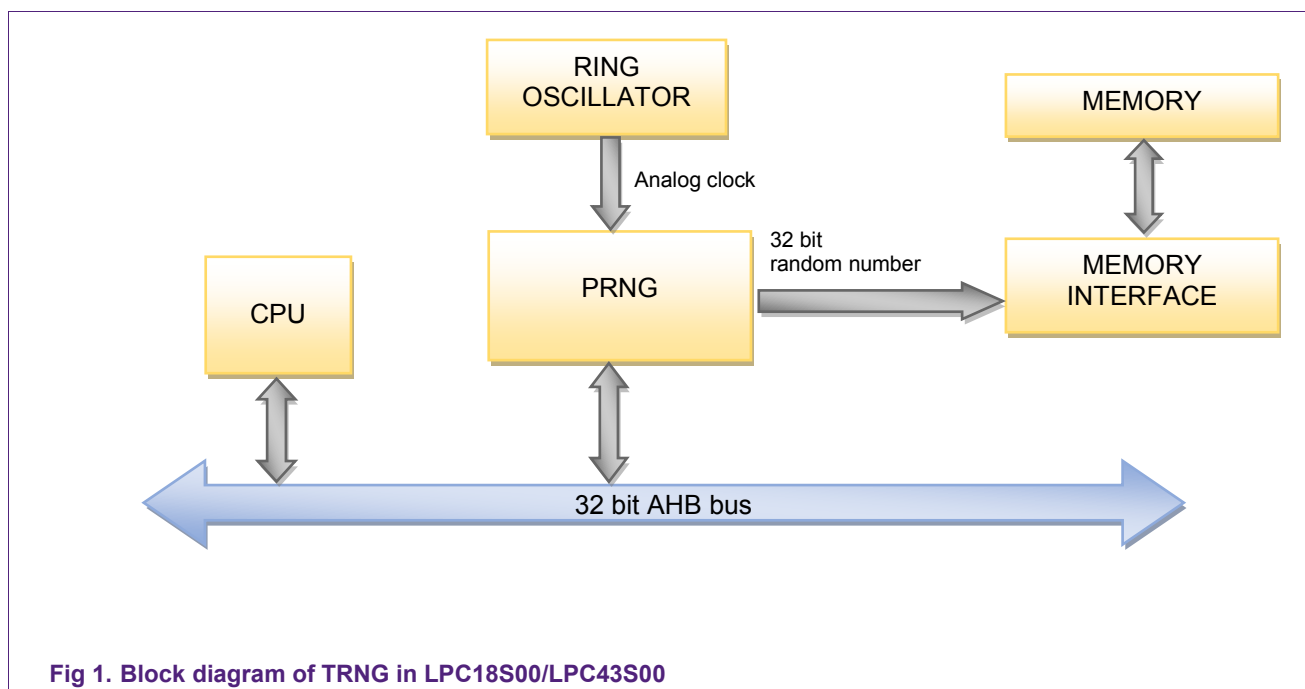 RING
OSCILLATOR
MEMORY
Analog clock
32 bit
random number
CPU
PRNG
MEMORY
INTERFACE
32 bit AHB bus
Fig 1. Block diagram of TRNG in LPC18S00/LPC43S00